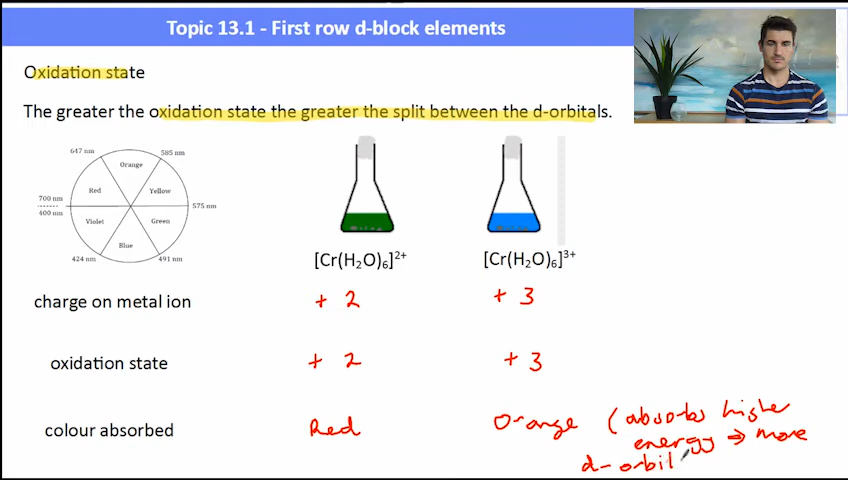 Topic 13.1 - First row d-block elements
Oxidation state
The greater the oxidation state the greater the split between the d-orbitals.
647 nm
585 nm
Orange
Red
Yellow
700 nm
400 nm
575 nm
Violet
Green
Blue
424 nm
491 nm
[Cr(H₂O)₆]²⁺
[Cr(H₂O)₆]³⁺
charge on metal ion
+ 2
+ 3
oxidation state
+ 2
+ 3
colour absorbed
Red
Orange (absorbs higher
energy ⇒ more
d-orbil